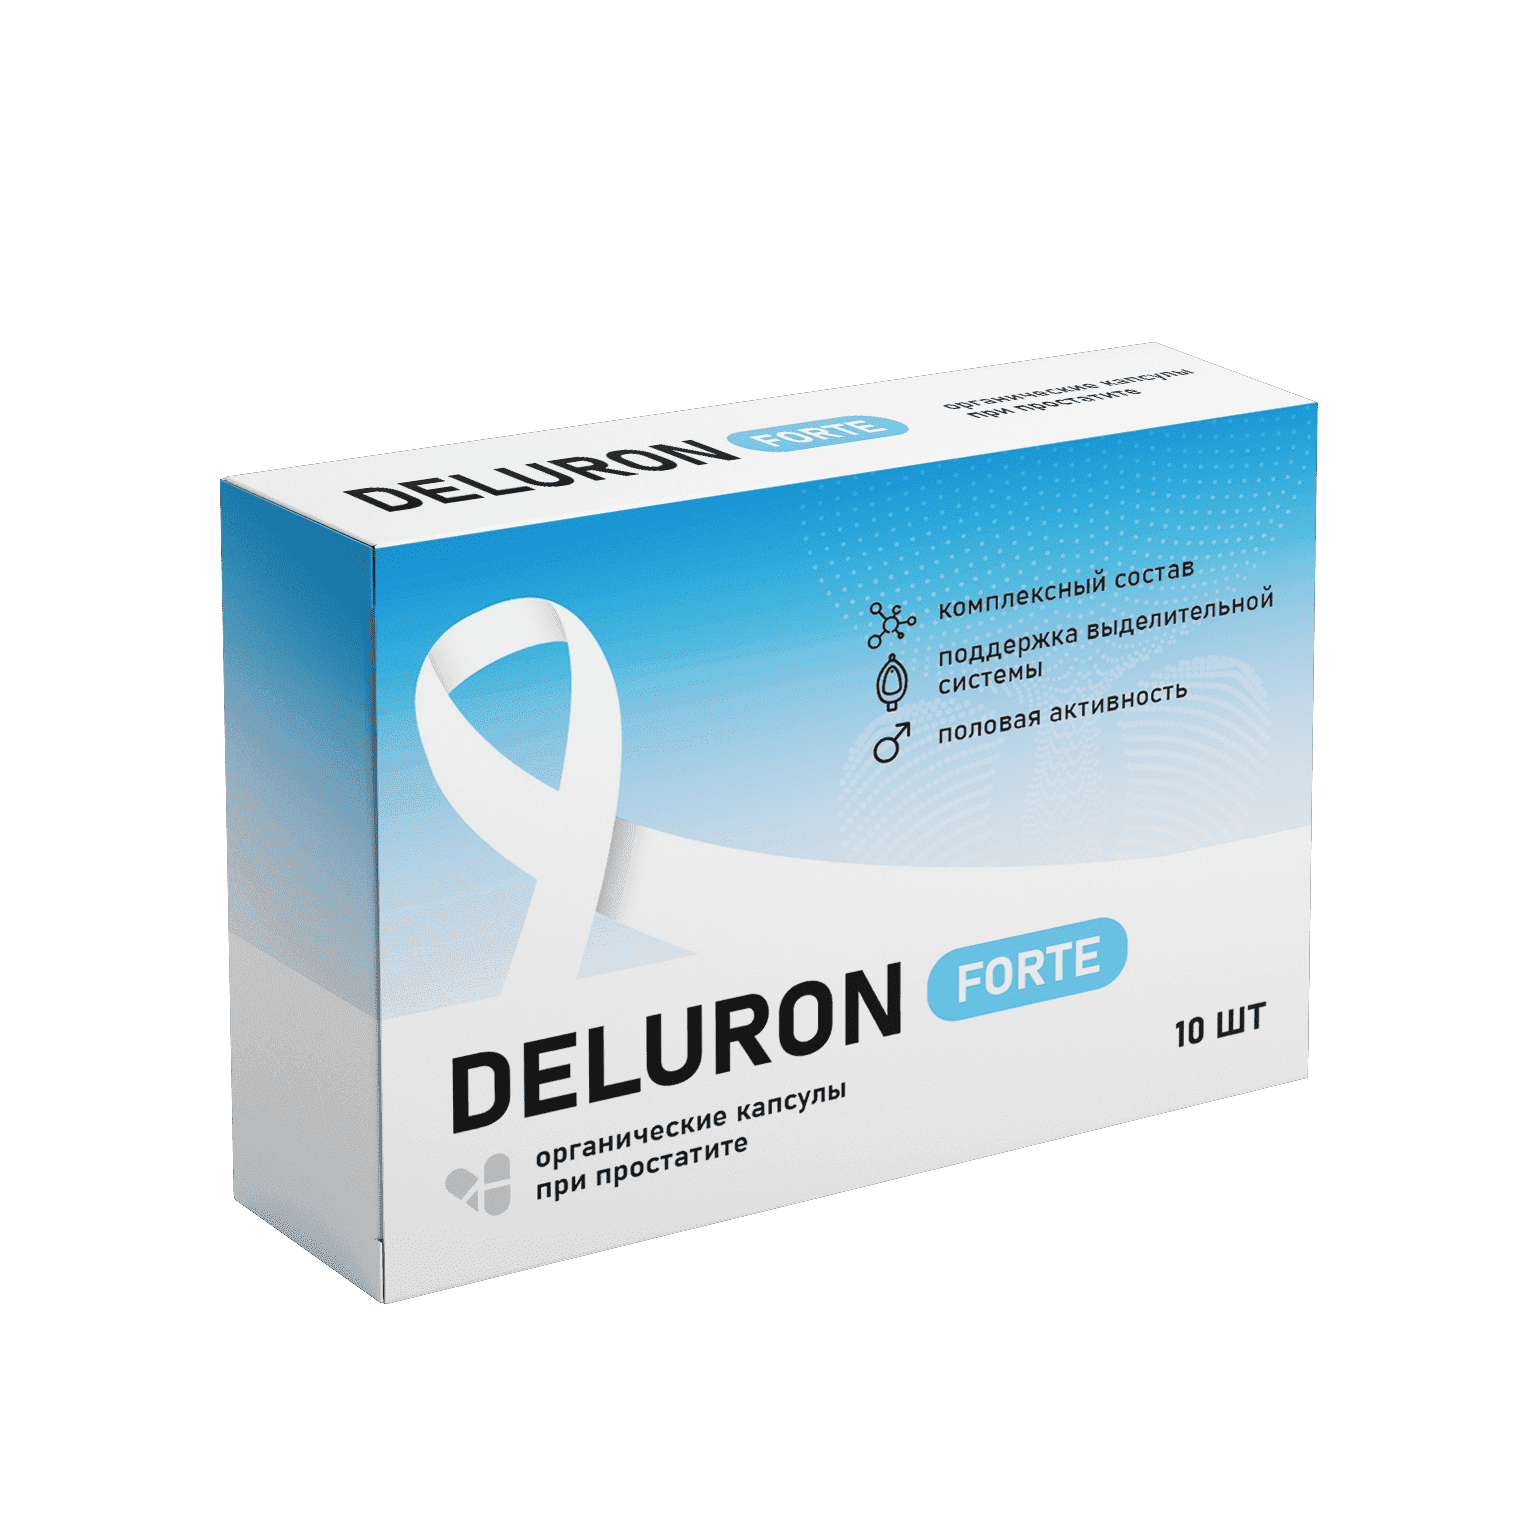 DELURON FORTE
органические капсулы
при простатите
комплексный состав
поддержка выделительной
системы
половая активность
DELURON FORTE
10 ШТ
органические капсулы
при простатите